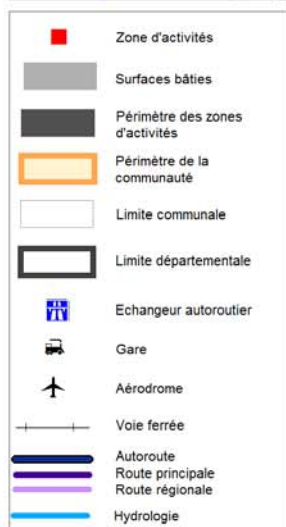 Zone d'activités
Surfaces bâties
Périmètre des zones
d'activités
Périmètre de la
communauté
Limite communale
Limite départementale
Echangeur autoroutier
Gare
Aérodrome
Voie ferrée
Autoroute
Route principale
Route régionale
Hydrologie